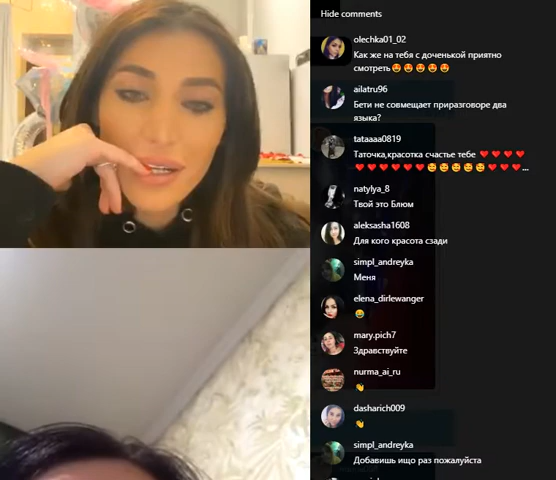 Hide comments
olechka01_02
Как же на тебя с доченькой приятно
смотреть😍😍😍😍😍
ailatru96
Бети не совмещает приразговоре два
языка?
tataaaa0819
Таточка,красотка счастье тебе ❤️❤️❤️❤️
❤️❤️❤️❤️❤️❤️🥰🥰🥰🥰🥰❤️❤️❤️...
natylya_8
Твой это Блюм
aleksasha1608
Для кого красота сзади
simpl_andreyka
Меня
elena_dirlewanger
😂
mary.pich7
Здравствуйте
nurma_ai_ru
👋
dasharich009
👋
simpl_andreyka
Добавишь ищо раз пожалуйста